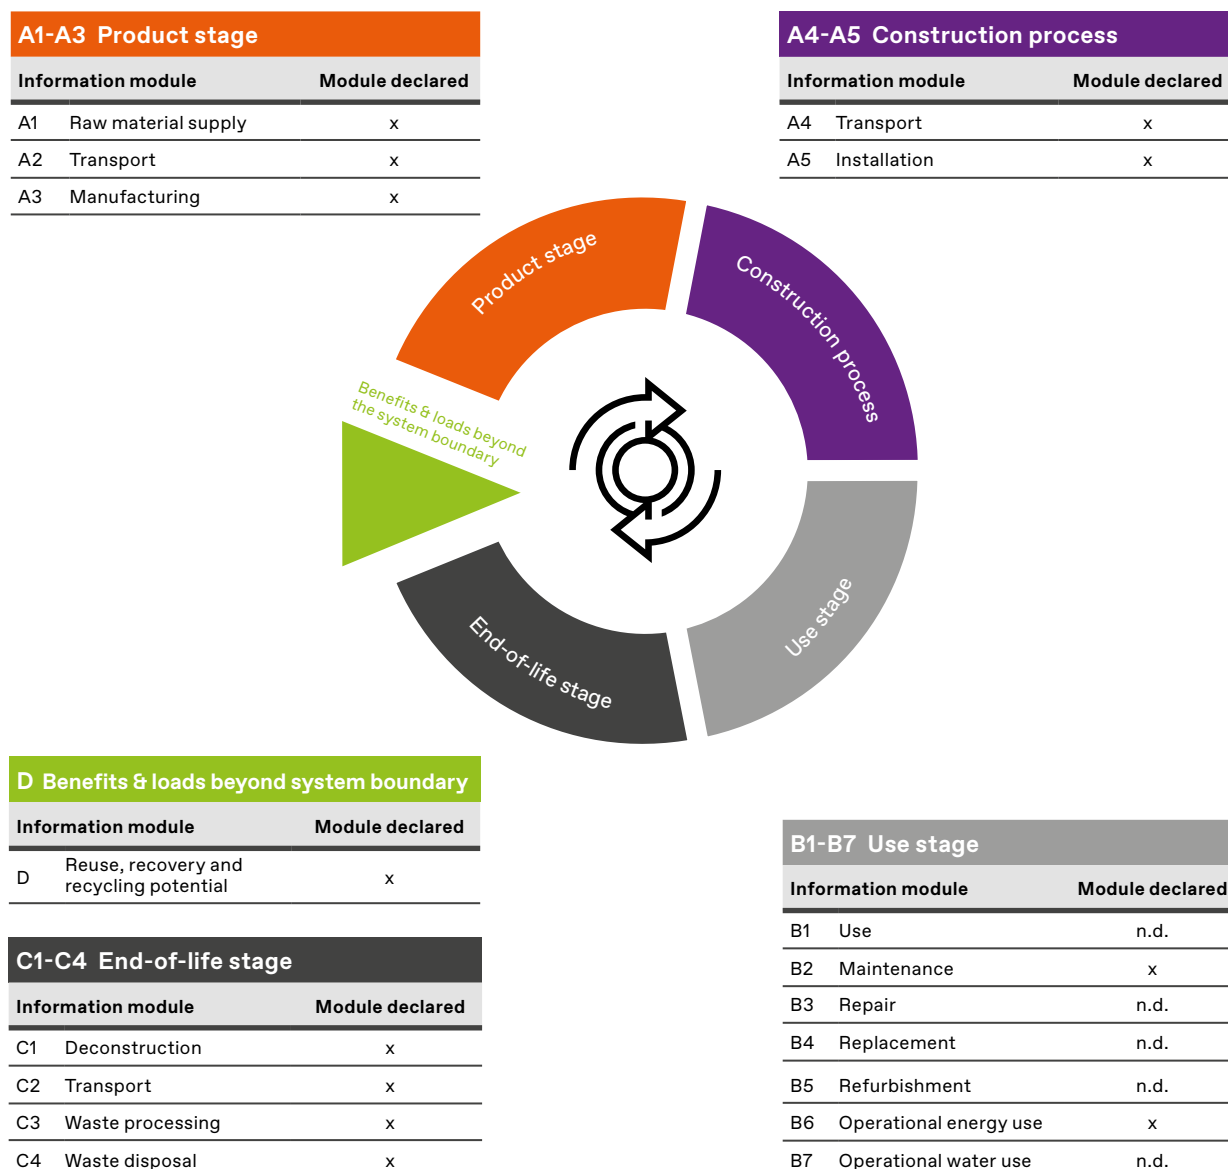 A1-A3 Product stage
Information module Module declared
A1 Raw material supply x
A2 Transport x
A3 Manufacturing x
A4-A5 Construction process
Information module Module declared
A4 Transport x
A5 Installation x
Product stage
Construction process
Benefits & loads beyond
the system boundary
Use stage
End-of-life stage
D Benefits & loads beyond system boundary
Information module Module declared
D Reuse, recovery and
recycling potential x
C1-C4 End-of-life stage
Information module Module declared
C1 Deconstruction x
C2 Transport x
C3 Waste processing x
C4 Waste disposal x
B1-B7 Use stage
Information module Module declared
B1 Use n.d.
B2 Maintenance x
B3 Repair n.d.
B4 Replacement n.d.
B5 Refurbishment n.d.
B6 Operational energy use x
B7 Operational water use n.d.